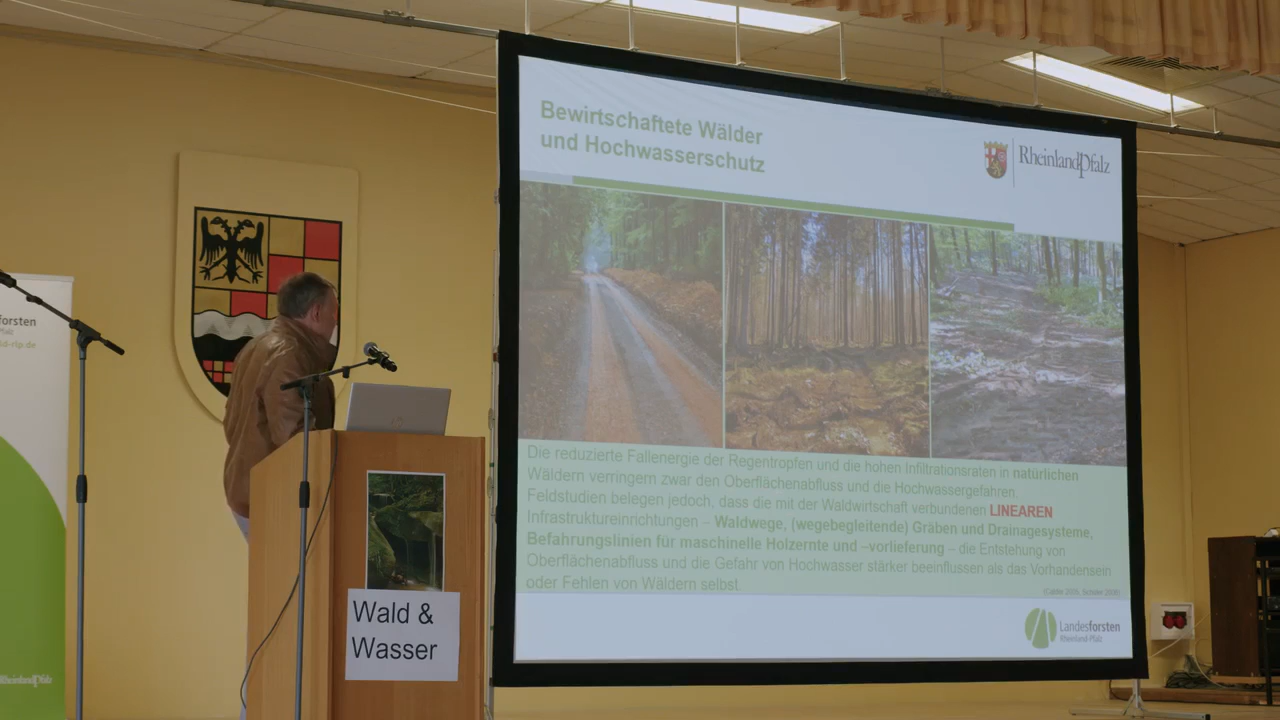 Bewirtschaftete Wälder
und Hochwasserschutz
RheinlandPfalz
Die reduzierte Fallenergie der Regentropfen und die hohen Infiltrationsraten in natürlichen
Wäldern verringern zwar den Oberflächenabfluss und die Hochwassergefahren.
Feldstudien belegen jedoch, dass die mit der Waldwirtschaft verbundenen LINEAREN
Infrastruktureinrichtungen – Waldwege, (wegebegleitende) Gräben und Drainagesysteme,
Befahrungslinien für maschinelle Holzernte und –vorlieferung – die Entstehung von
Oberflächenabfluss und die Gefahr von Hochwasser stärker beeinflussen als das Vorhandensein
oder Fehlen von Wäldern selbst.
Landesforsten
Rheinland-Pfalz
Wald &
Wasser
forsten
RheinlandPfalz